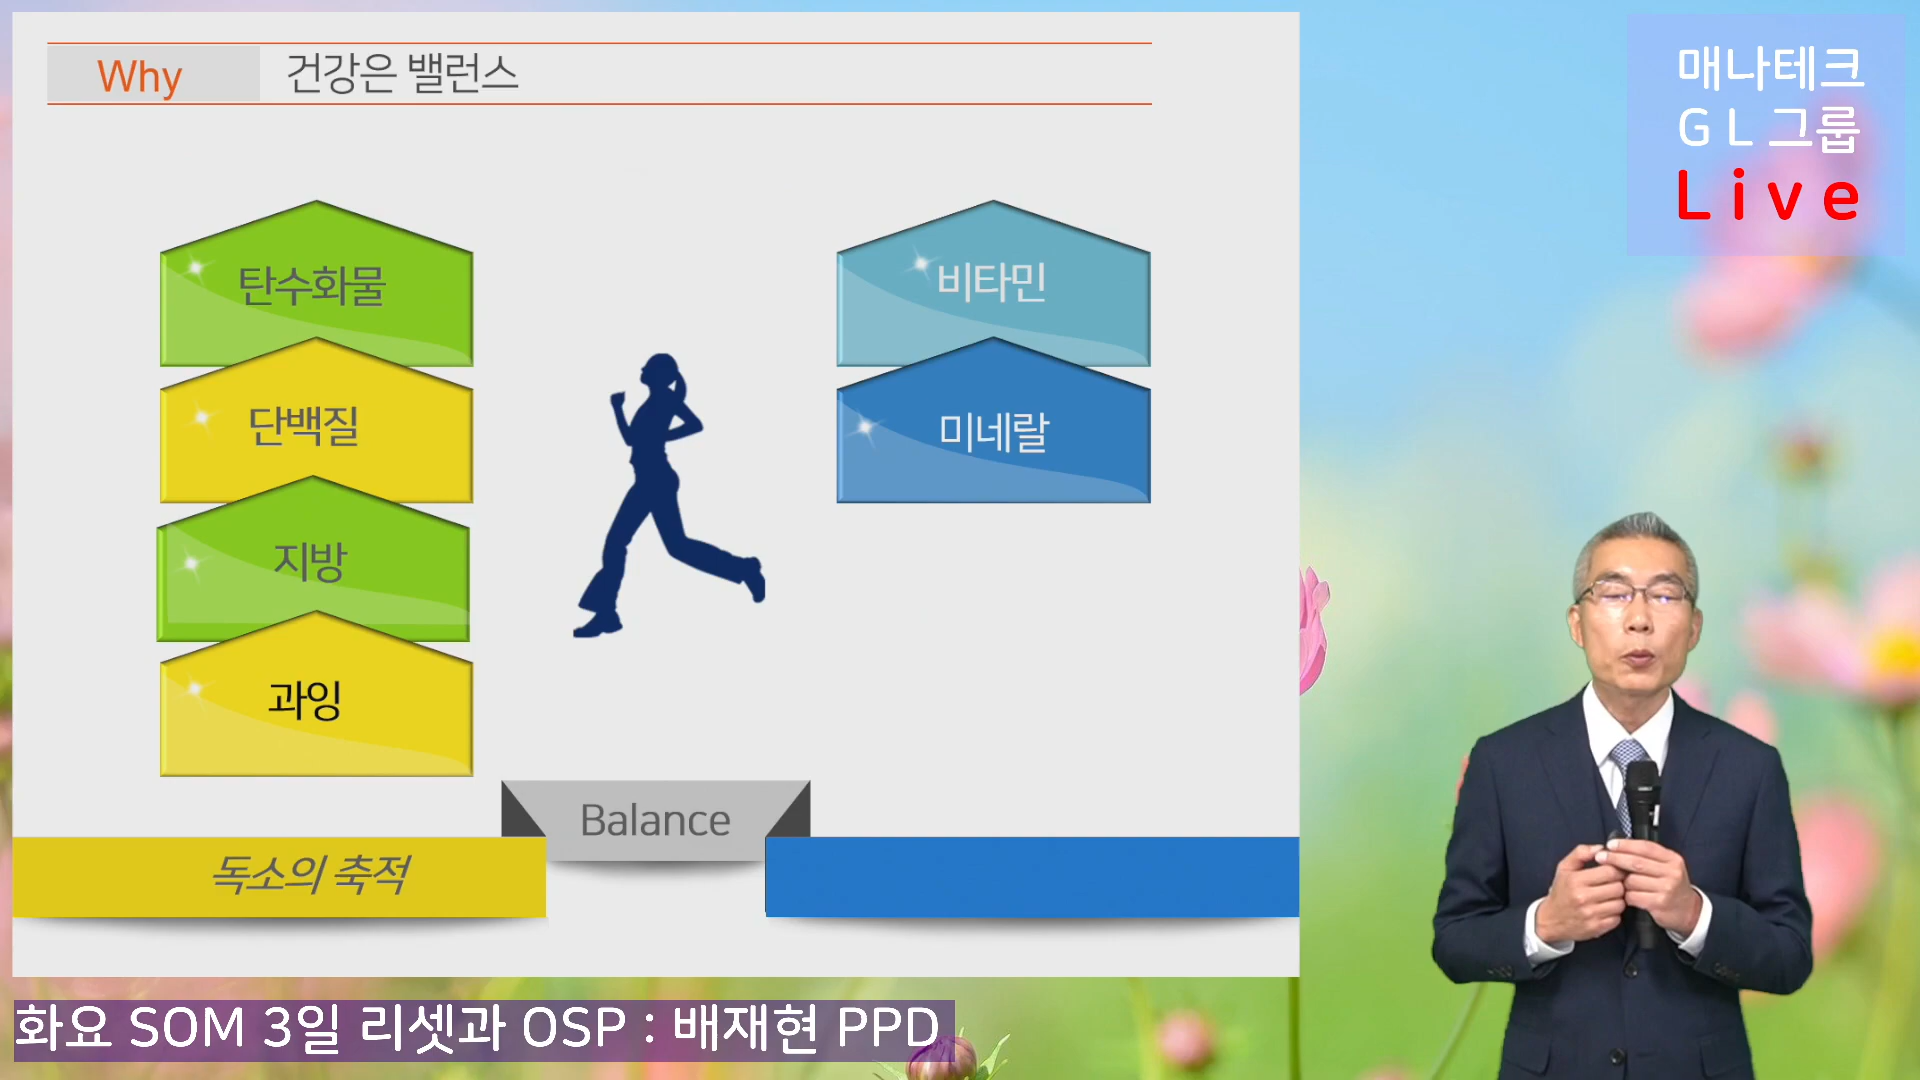 Why 건강은 밸런스
매나테크
G L 그룹
Live
탄수화물
비타민
단백질
미네랄
지방
과잉
Balance
독소의 축적
화요 SOM 3일 리셋과 OSP : 배재현 PPD